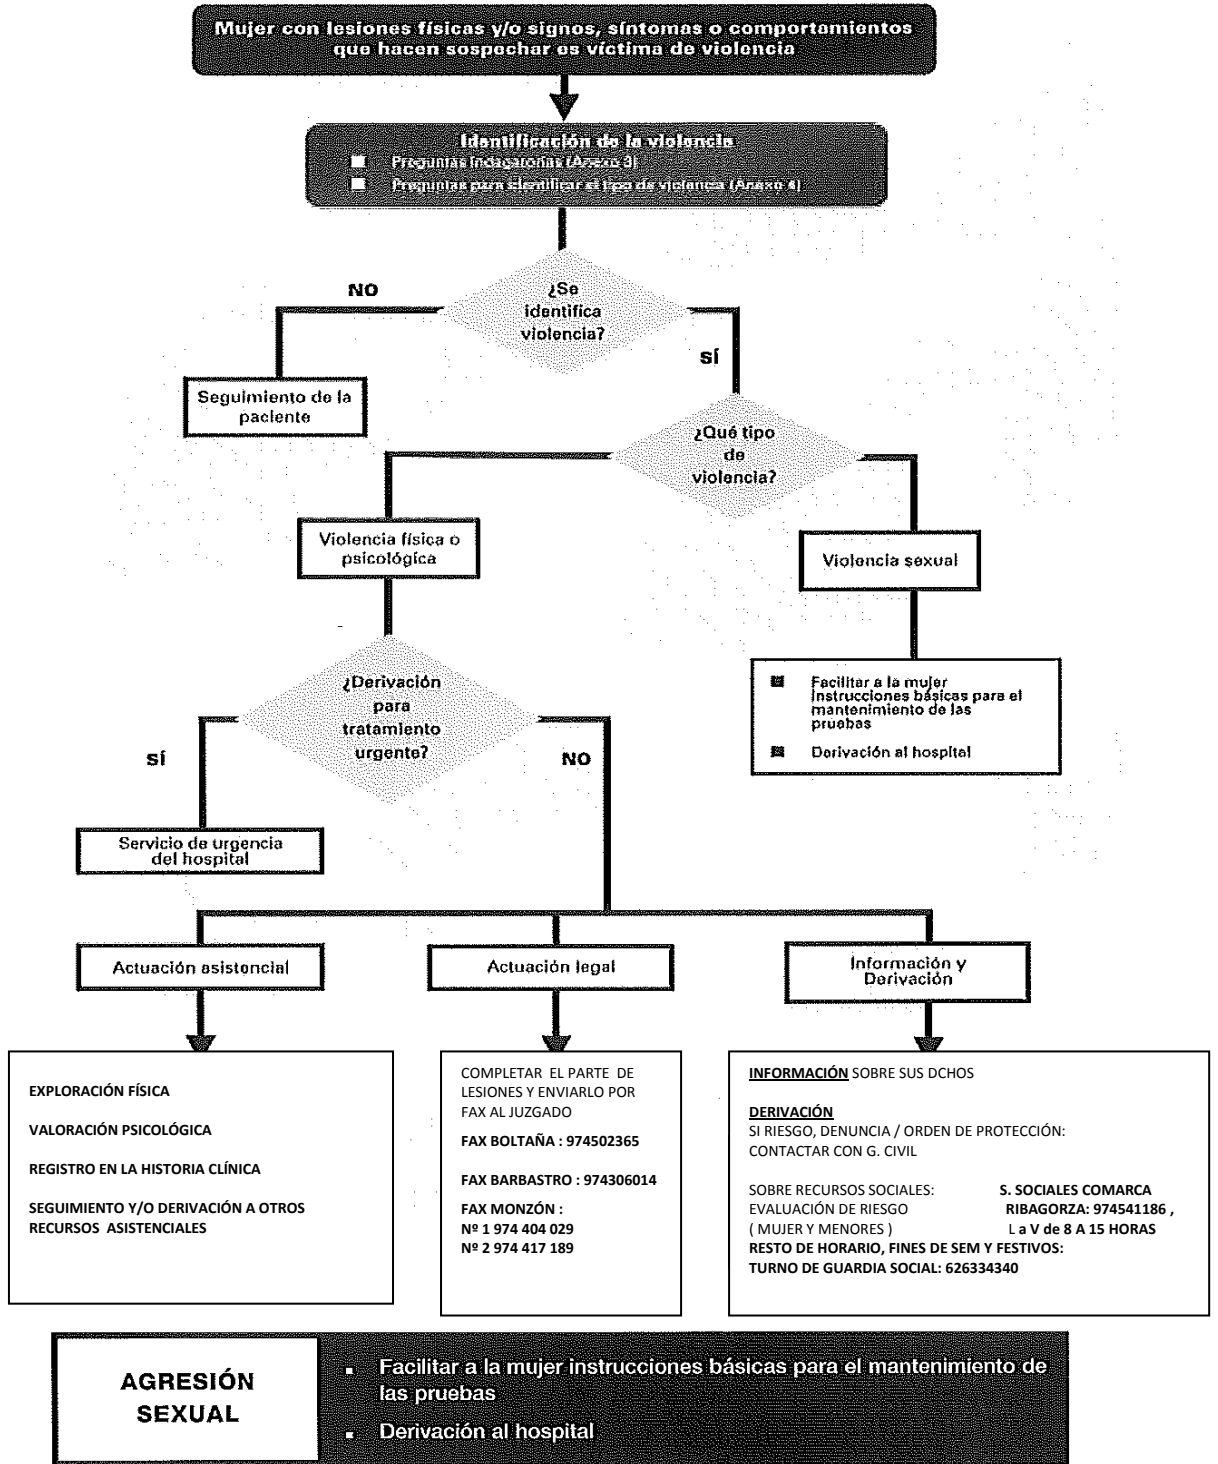 Mujer con lesiones físicas y/o signos, síntomas o comportamientos
que hacen sospechar es víctima de violencia
Identificación de la violencia
Preguntas indagatorias (Anexo 3)
Preguntas para identificar el tipo de violencia (Anexo 4)
¿Se
identifica
violencia?
NO
SÍ
Seguimiento de la
paciente
¿Qué tipo
de
violencia?
Violencia física o
psicológica
Violencia sexual
¿Derivación
para
tratamiento
urgente?
SÍ
NO
Facilitar a la mujer
Instrucciones básicas para el
mantenimiento de las
pruebas
Derivación al hospital
Servicio de urgencia
del hospital
Actuación asistencial
Actuación legal
Información y
Derivación
EXPLORACIÓN FÍSICA
VALORACIÓN PSICOLÓGICA
REGISTRO EN LA HISTORIA CLÍNICA
SEGUIMIENTO Y/O DERIVACIÓN A OTROS
RECURSOS ASISTENCIALES
COMPLETAR EL PARTE DE
LESIONES Y ENVIARLO POR
FAX AL JUZGADO
FAX BOLTAÑA : 974502365
FAX BARBASTRO : 974306014
FAX MONZÓN :
Nº 1 974 404 029
Nº 2 974 417 189
INFORMACIÓN SOBRE SUS DCHOS
DERIVACIÓN
SI RIESGO, DENUNCIA / ORDEN DE PROTECCIÓN:
CONTACTAR CON G. CIVIL
SOBRE RECURSOS SOCIALES: S. SOCIALES COMARCA
EVALUACIÓN DE RIESGO RIBAGORZA: 974541186 ,
( MUJER Y MENORES ) L a V de 8 A 15 HORAS
RESTO DE HORARIO, FINES DE SEM Y FESTIVOS:
TURNO DE GUARDIA SOCIAL: 626334340
AGRESIÓN
SEXUAL
Facilitar a la mujer instrucciones básicas para el mantenimiento de
las pruebas
Derivación al hospital